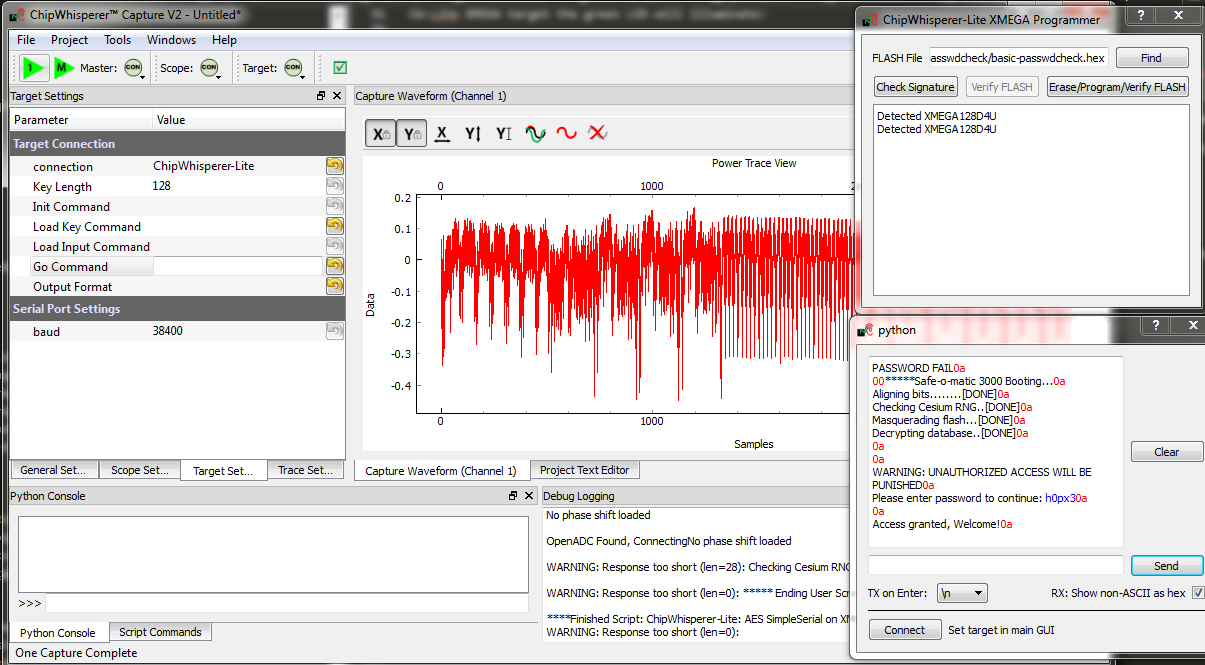 ChipWhisperer™ Capture V2 - Untitled*
File Project Tools Windows Help
1 M Master: CON Scope: CON Target: CON
Target Settings
Parameter Value
Target Connection
connection ChipWhisperer-Lite
Key Length 128
Init Command
Load Key Command
Load Input Command
Go Command
Output Format
Serial Port Settings
baud 38400
General Set... Scope Set... Target Set... Trace Set...
Capture Waveform (Channel 1)
X Y X Y Y
Power Trace View
0 1000 2
0.2
0.1
0
-0.1
-0.2
-0.3
-0.4
Data
0 1000
Samples
Capture Waveform (Channel 1) Project Text Editor
Python Console
>>>
Python Console Script Commands
One Capture Complete
Debug Logging
No phase shift loaded
OpenADC Found, ConnectingNo phase shift loaded
WARNING: Response too short (len=28): Checking Cesium RNG
WARNING: Response too short (len=0): ***** Ending User Scr
****Finished Script: ChipWhisperer-Lite: AES SimpleSerial on XM
WARNING: Response too short (len=0):
ChipWhisperer-Lite XMEGA Programmer
? X
FLASH File asswdcheck/basic-passwdcheck.hex Find
Check Signature Verify FLASH Erase/Program/Verify FLASH
Detected XMEGA128D4U
Detected XMEGA128D4U
python
? X
PASSWORD FAIL0a
00*****Safe-o-matic 3000 Booting...0a
Aligning bits........[DONE]0a
Checking Cesium RNG..[DONE]0a
Masquerading flash...[DONE]0a
Decrypting database..[DONE]0a
0a
0a
WARNING: UNAUTHORIZED ACCESS WILL BE
PUNISHED0a
Please enter password to continue: h0px30a
0a
Access granted, Welcome!0a
Clear
Send
TX on Enter: \n RX: Show non-ASCII as hex
Connect Set target in main GUI